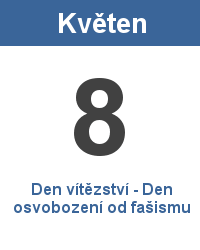 Květen
8
Den vítězství - Den
osvobození od fašismu